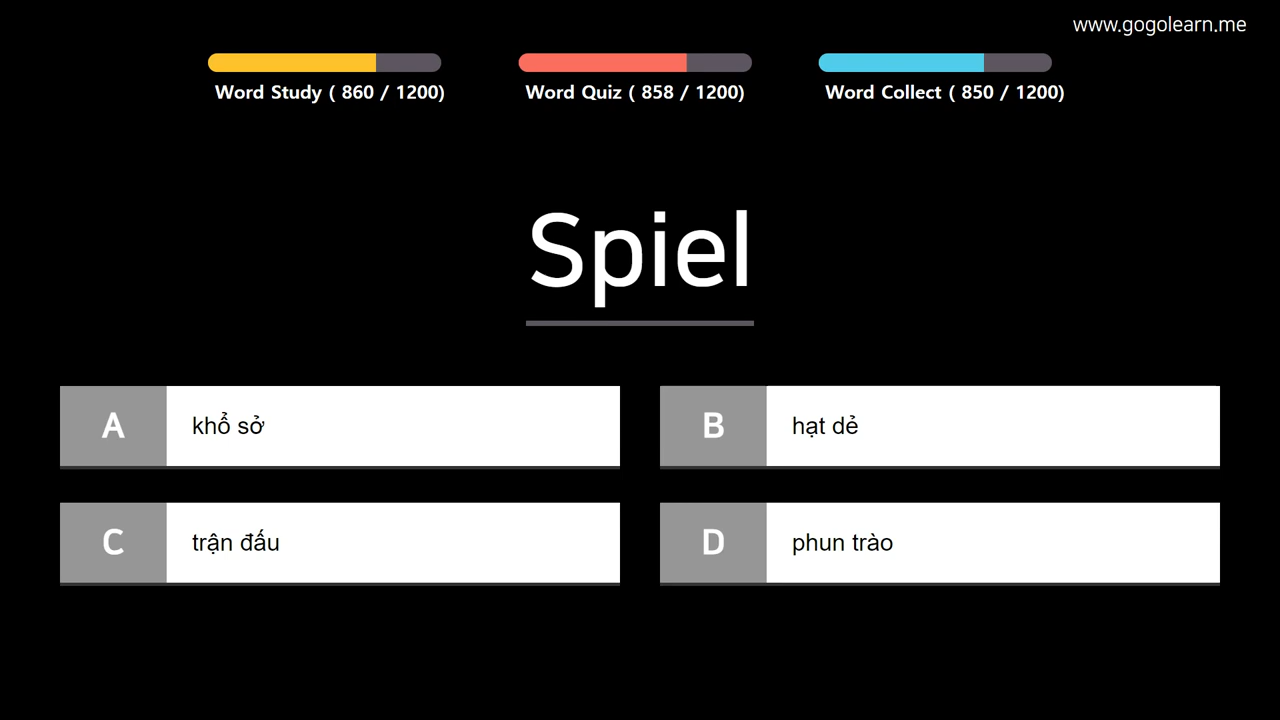 www.gogolearn.me
Word Study ( 860 / 1200)
Word Quiz ( 858 / 1200)
Word Collect ( 850 / 1200)
Spiel
A khổ sở
B hạt dẻ
C trận đấu
D phun trào